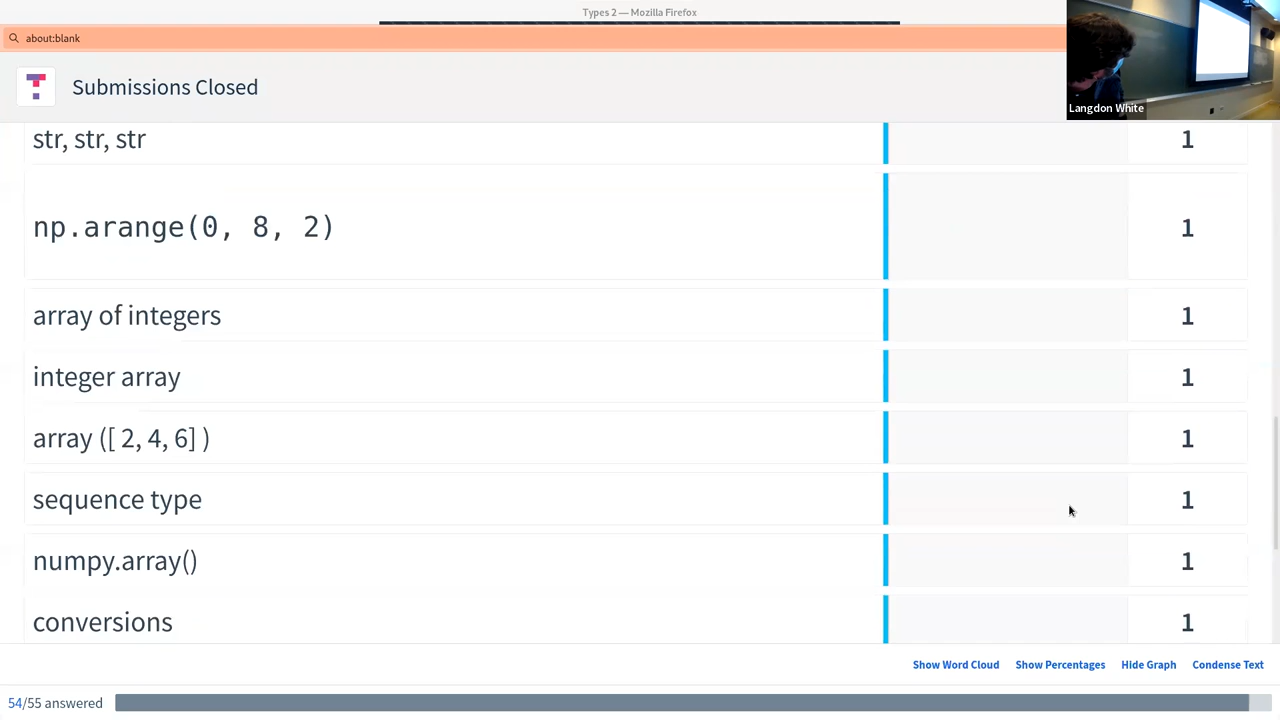 Types 2 — Mozilla Firefox
about:blank
Submissions Closed
Langdon White
str, str, str 1
np.arange(0, 8, 2) 1
array of integers 1
integer array 1
array ([ 2, 4, 6] ) 1
sequence type 1
numpy.array() 1
conversions 1
Show Word Cloud Show Percentages Hide Graph Condense Text
54/55 answered